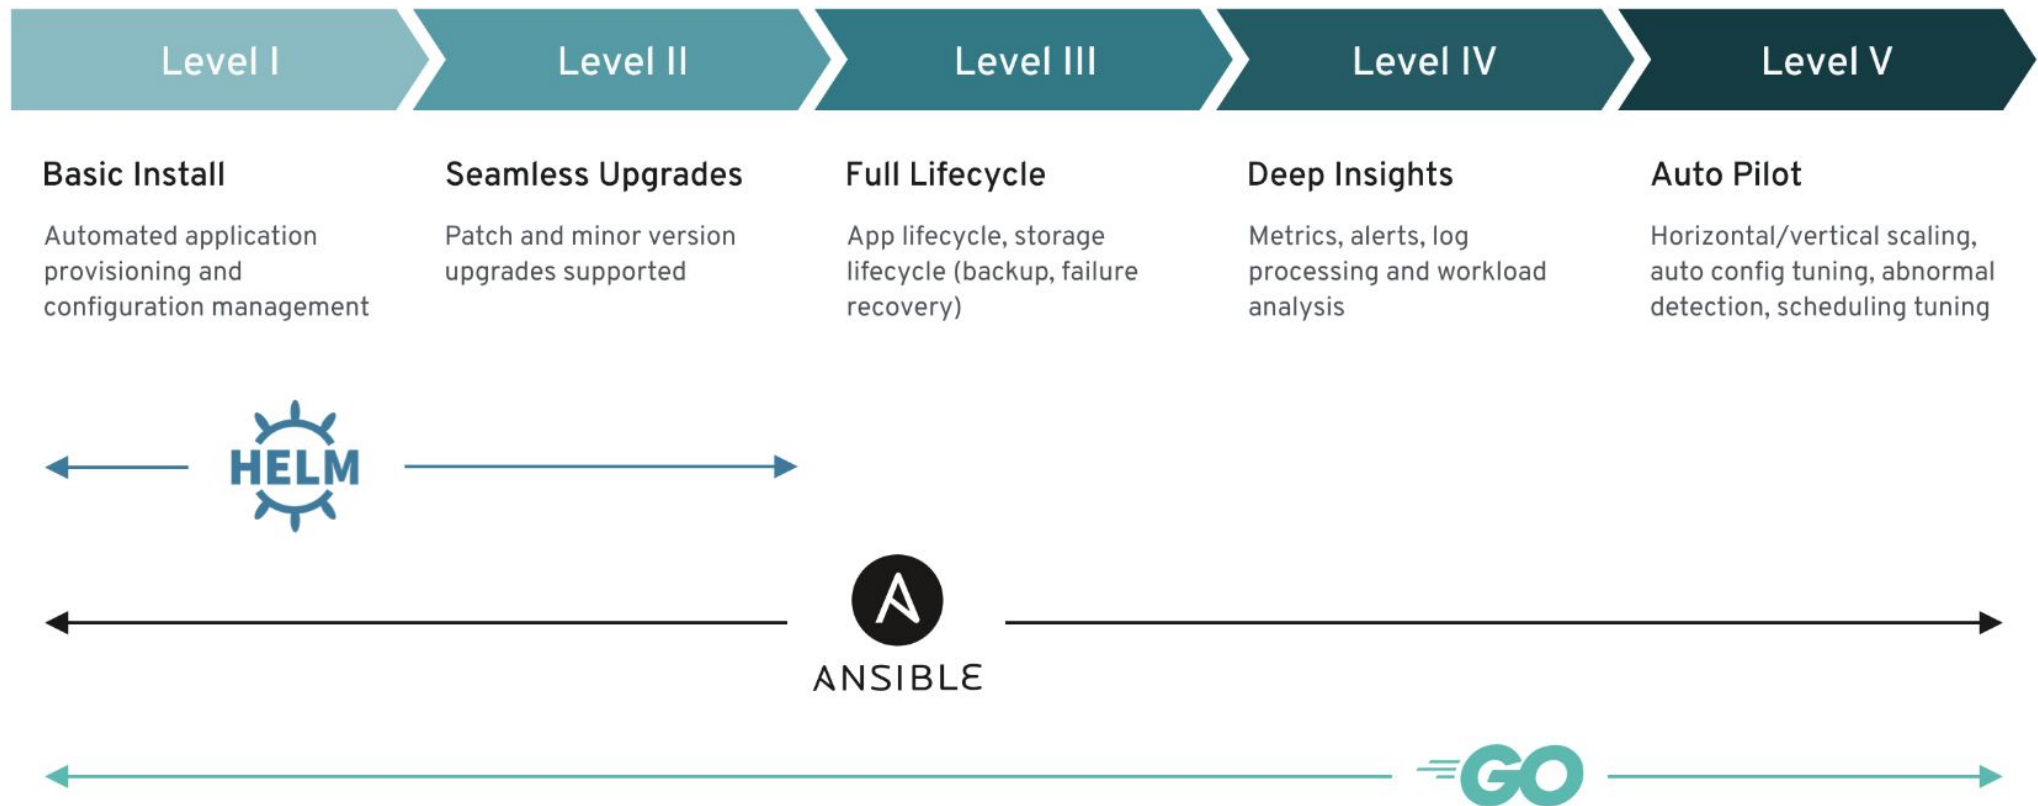 Level I
Level II
Level III
Level IV
Level V
Basic Install
Automated application
provisioning and
configuration management
Seamless Upgrades
Patch and minor version
upgrades supported
Full Lifecycle
App lifecycle, storage
lifecycle (backup, failure
recovery)
Deep Insights
Metrics, alerts, log
processing and workload
analysis
Auto Pilot
Horizontal/vertical scaling,
auto config tuning, abnormal
detection, scheduling tuning
HELM
A
ANSIBLE
GO